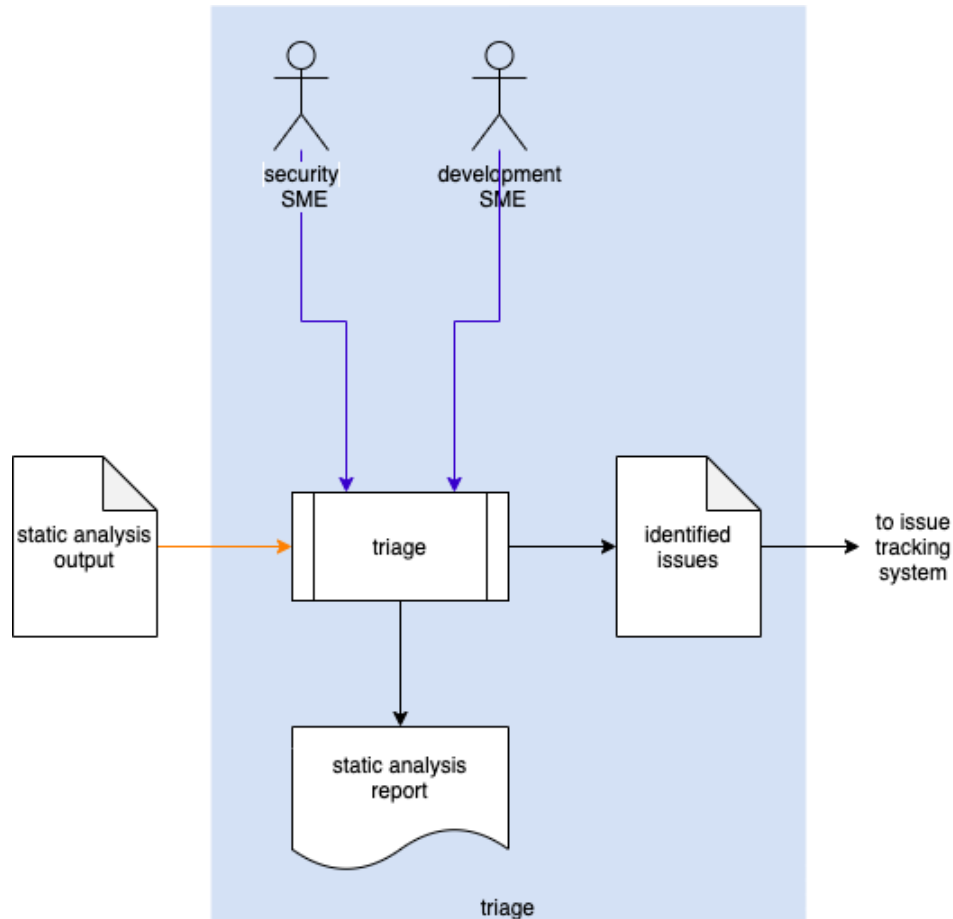 security
SME
development
SME
static analysis
output
triage
identified
issues
to issue
tracking
system
static analysis
report
triage